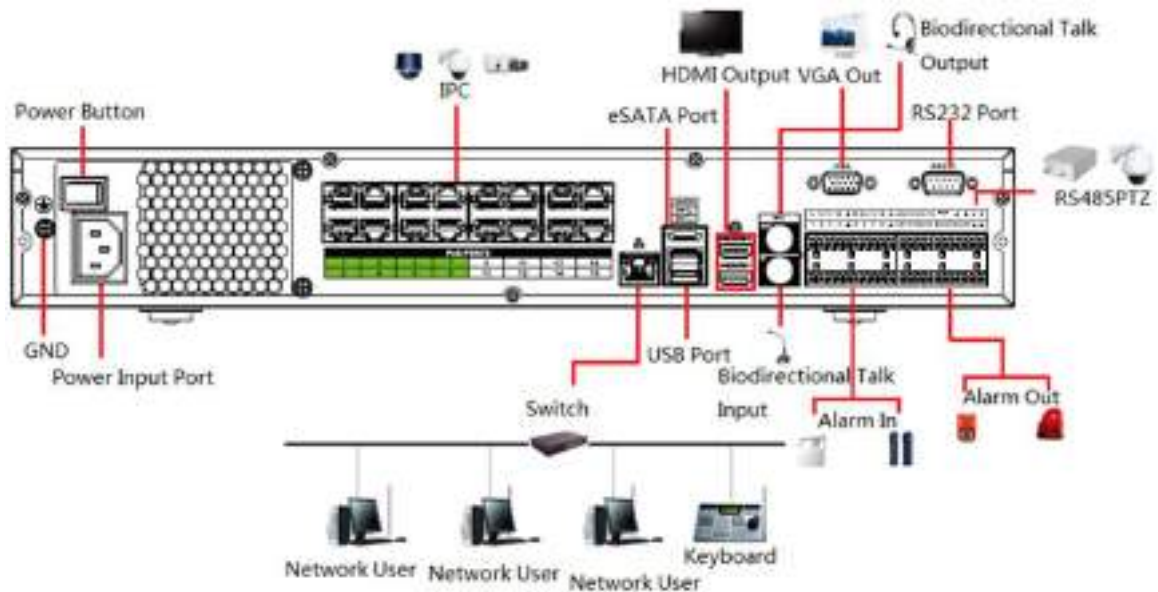 Biodirectional Talk
Output
HDMI Output
VGA Out
IPC
Power Button
eSATA Port
RS232 Port
RS485PTZ
GND
Power Input Port
USB Port
Biodirectional Talk
Input
Switch
Alarm In
Alarm Out
Network User
Network User
Network User
Keyboard